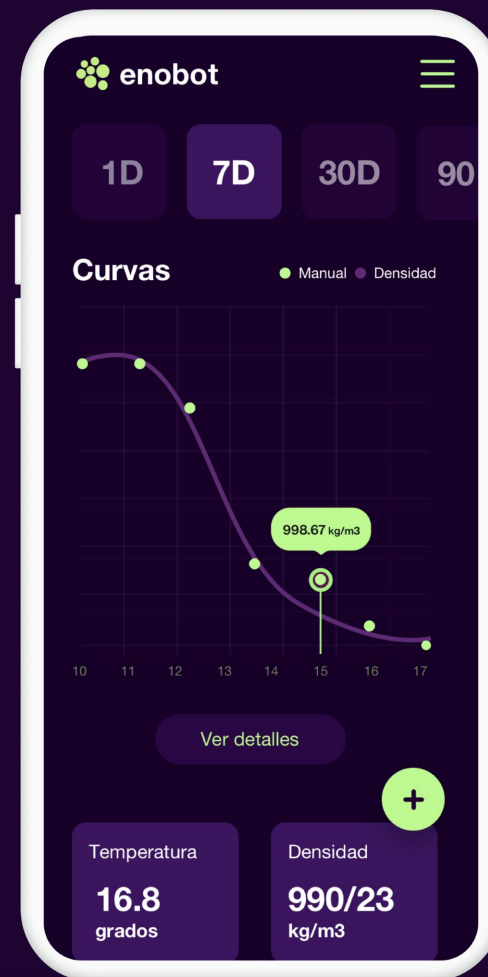 enobot
1D 7D 30D 90
Curvas
Manual Densidad
998.67 kg/m3
10 11 12 13 14 15 16 17
Ver detalles
+
Temperatura
16.8
grados
Densidad
990/23
kg/m3